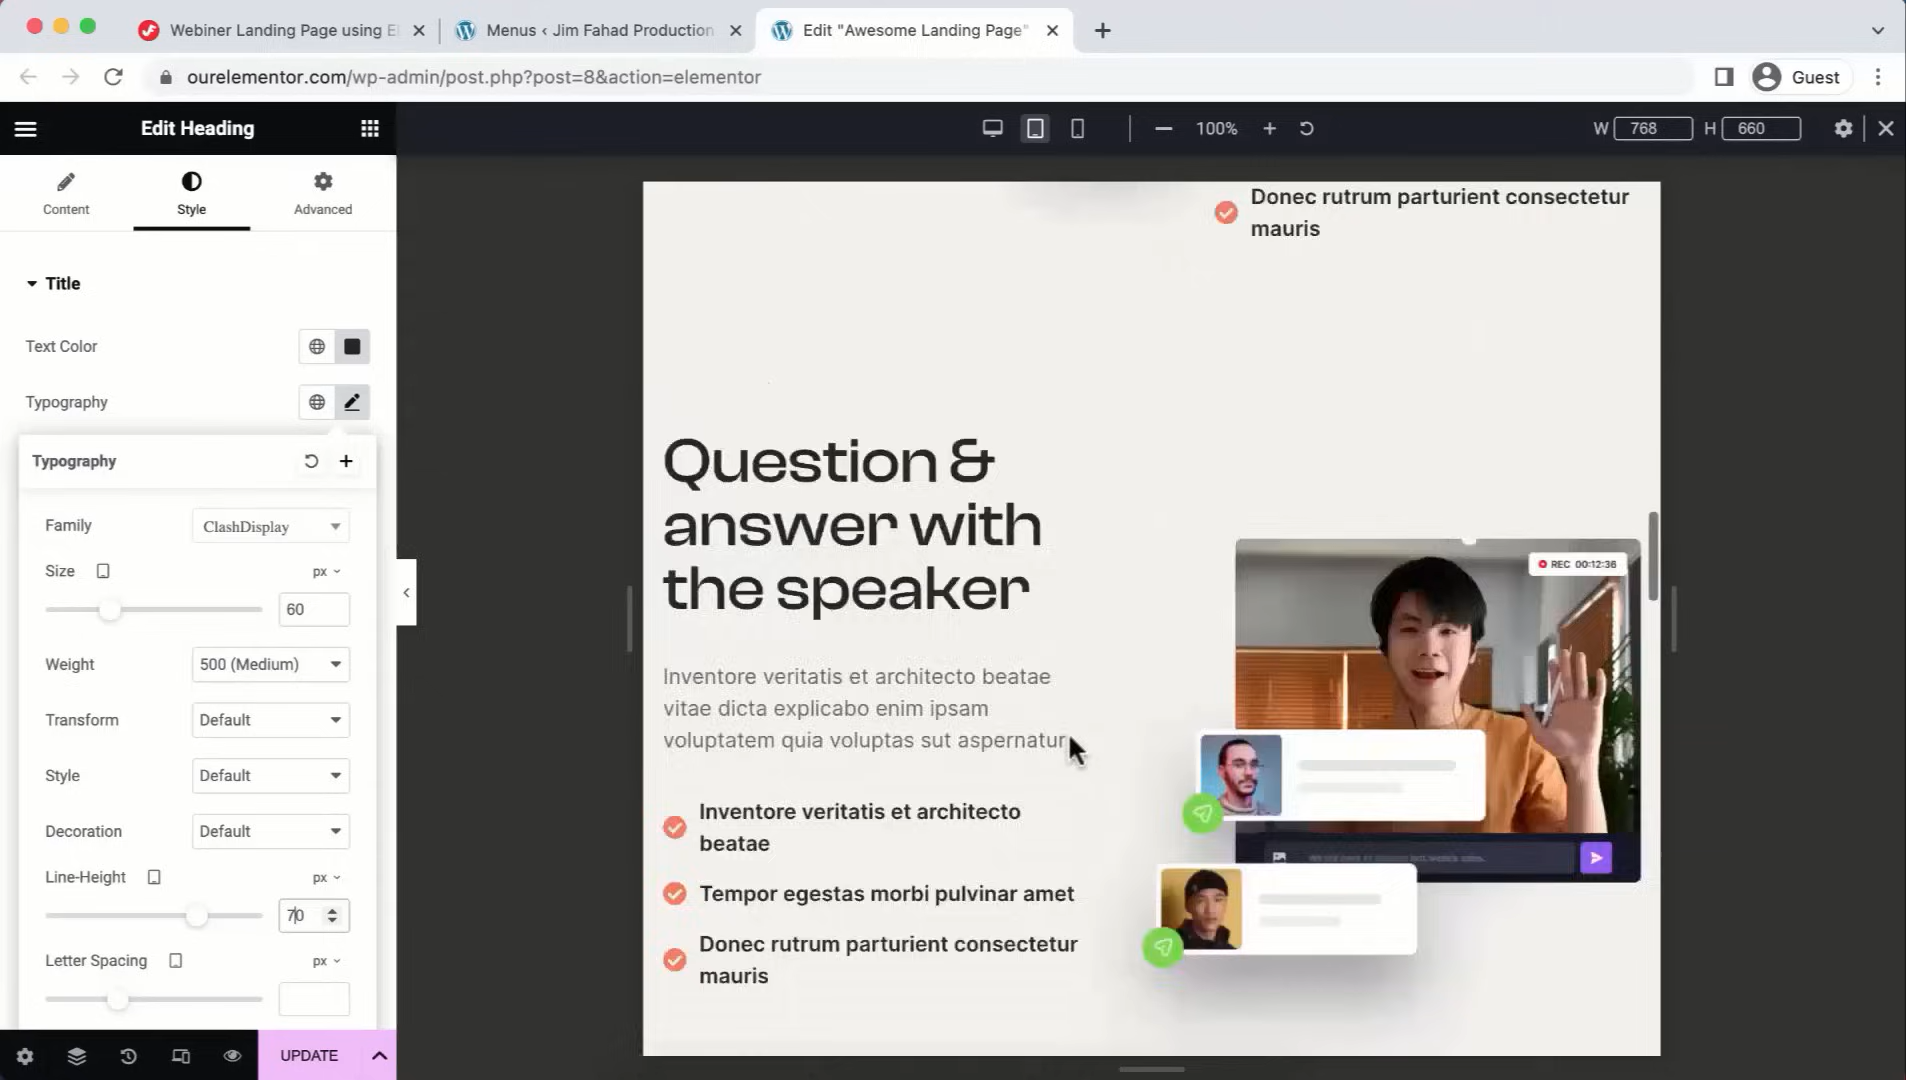 Webiner Landing Page using El
Menus ‹ Jim Fahad Production
Edit "Awesome Landing Page"
ourelementor.com/wp-admin/post.php?post=8&action=elementor
Guest
Edit Heading
100%
W 768 H 660
Content
Style
Advanced
Title
Text Color
Typography
Typography
Family
ClashDisplay
Size
px
60
Weight
500 (Medium)
Transform
Default
Style
Default
Decoration
Default
Line-Height
px
70
Letter Spacing
px
UPDATE
Donec rutrum parturient consectetur
mauris
Question &
answer with
the speaker
Inventore veritatis et architecto beatae
vitae dicta explicabo enim ipsam
voluptatem quia voluptas sut aspernatur
Inventore veritatis et architecto
beatae
Tempor egestas morbi pulvinar amet
Donec rutrum parturient consectetur
mauris
REC 00:12:36